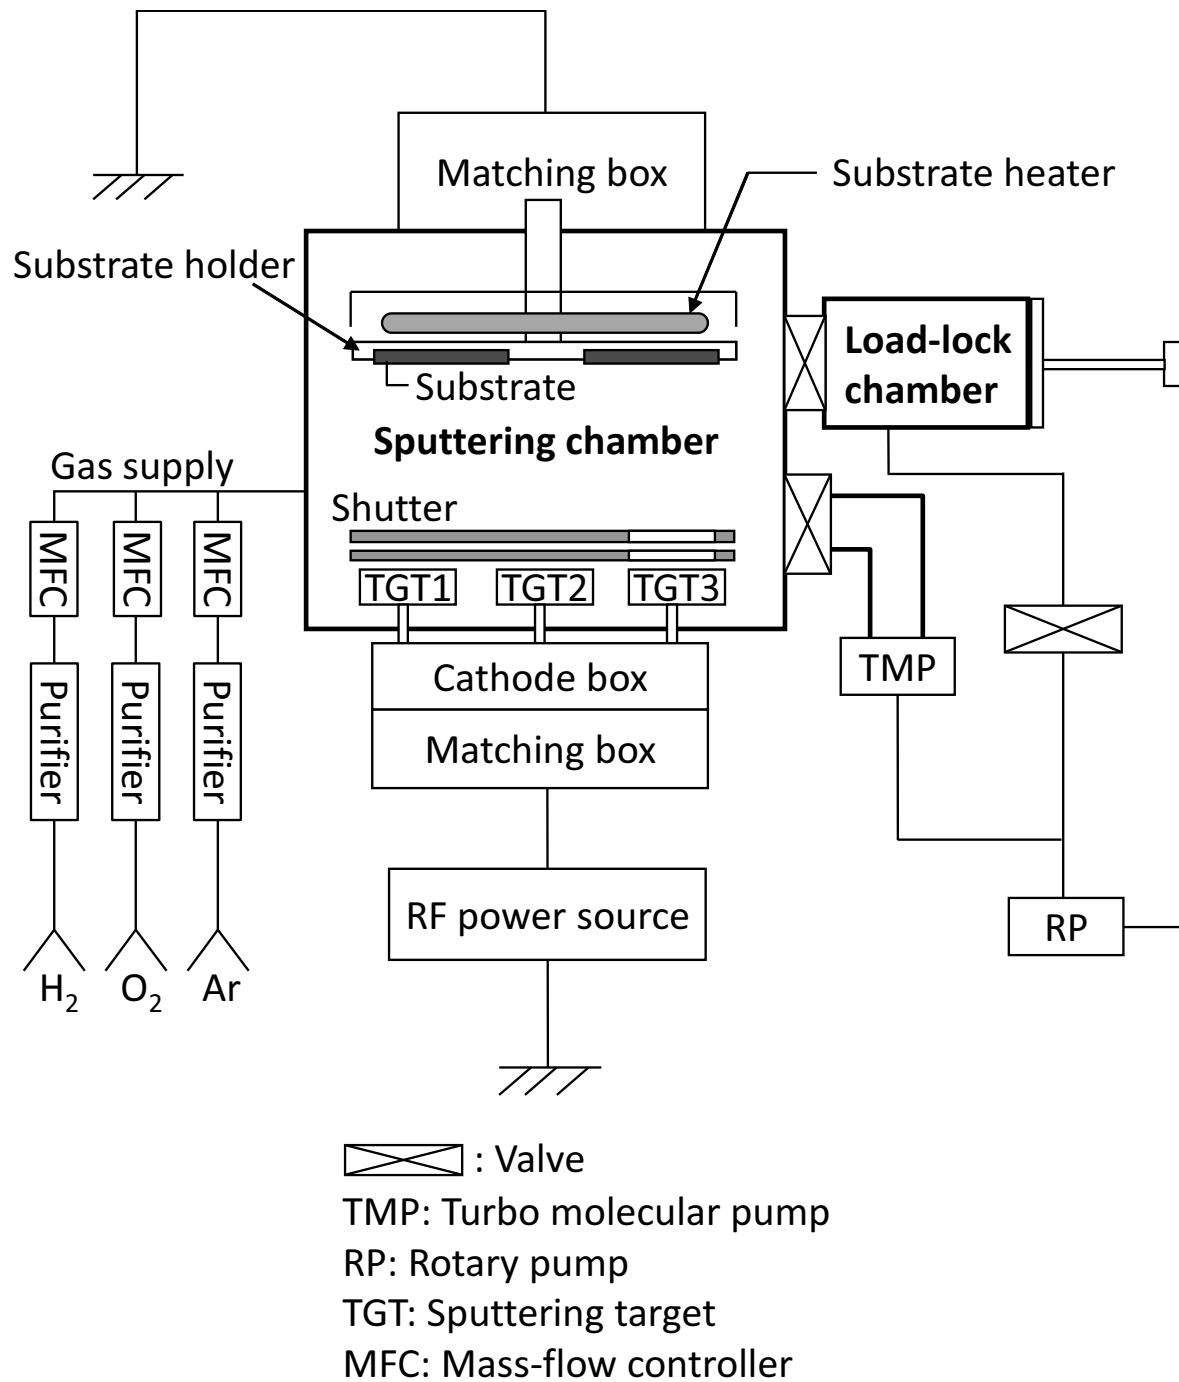 Matching box
Substrate heater
Substrate holder
Load-lock
chamber
Substrate
Sputtering chamber
Gas supply
Shutter
MFC
MFC
MFC
TGT1
TGT2
TGT3
TMP
Cathode box
Purifier
Purifier
Purifier
Matching box
RF power source
RP
H₂
O₂
Ar
: Valve
TMP: Turbo molecular pump
RP: Rotary pump
TGT: Sputtering target
MFC: Mass-flow controller